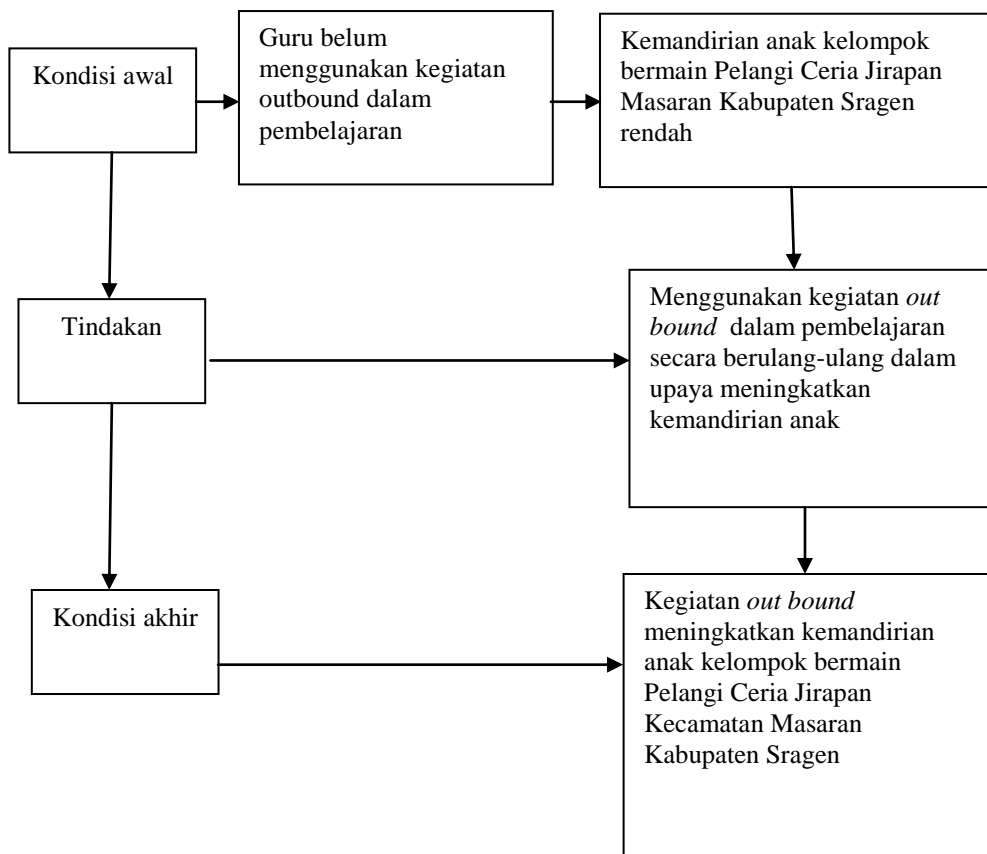 Kondisi awal
Guru belum
menggunakan kegiatan
outbound dalam
pembelajaran
Kemandirian anak kelompok
bermain Pelangi Ceria Jirapan
Masaran Kabupaten Sragen
rendah
Tindakan
Menggunakan kegiatan out
bound dalam pembelajaran
secara berulang-ulang dalam
upaya meningkatkan
kemandirian anak
Kondisi akhir
Kegiatan out bound
meningkatkan kemandirian
anak kelompok bermain
Pelangi Ceria Jirapan
Kecamatan Masaran
Kabupaten Sragen